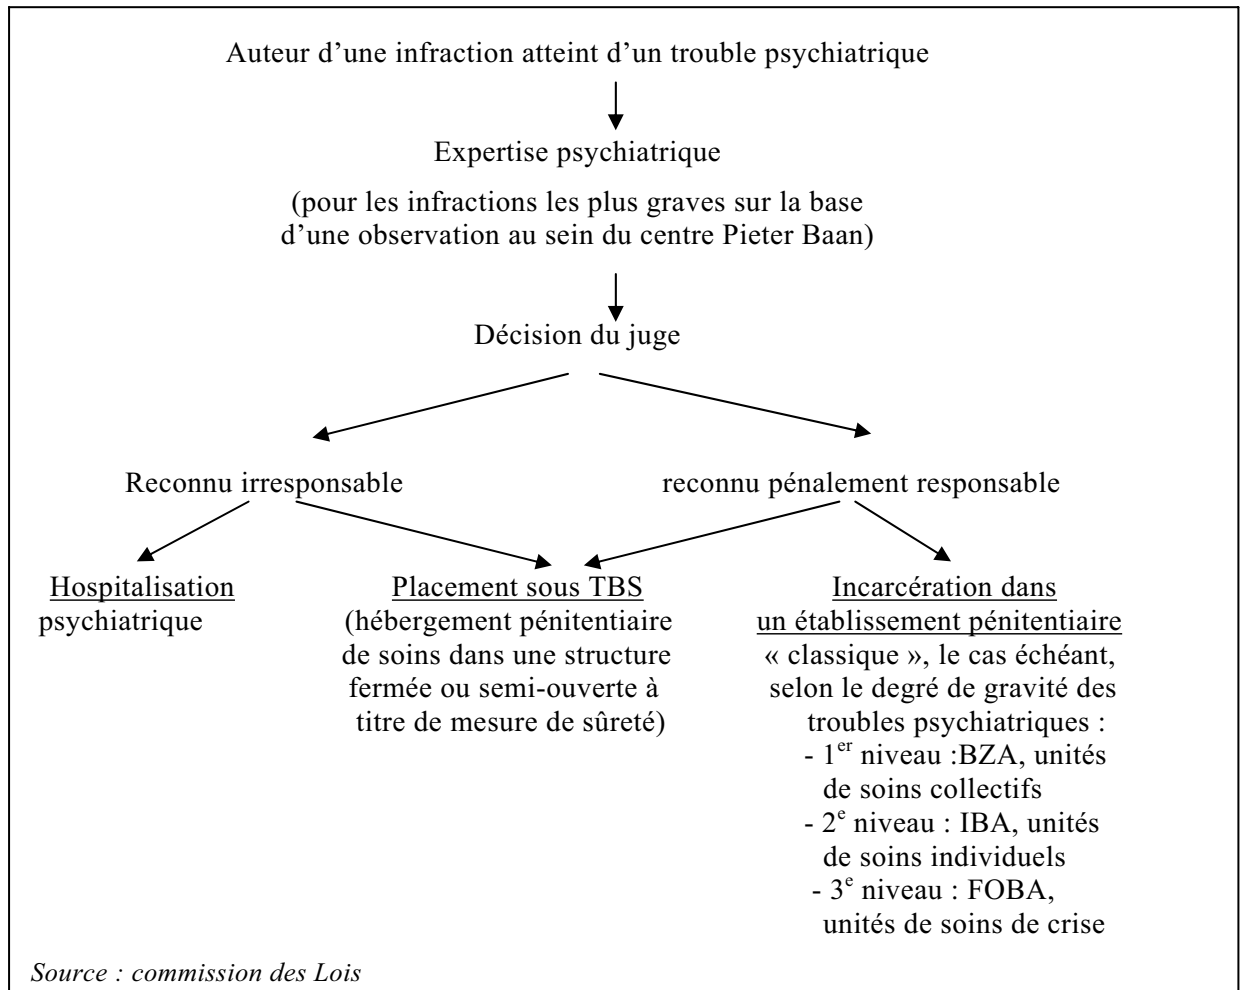 Auteur d’une infraction atteint d’un trouble psychiatrique
Expertise psychiatrique
(pour les infractions les plus graves sur la base
d’une observation au sein du centre Pieter Baan)
Décision du juge
Reconnu irresponsable
reconnu pénalement responsable
Hospitalisation
psychiatrique
Placement sous TBS
(hébergement pénitentiaire
de soins dans une structure
fermée ou semi-ouverte à
titre de mesure de sûreté)
Incarcération dans
un établissement pénitentiaire
« classique », le cas échéant,
selon le degré de gravité des
troubles psychiatriques :
- 1er niveau :BZA, unités
de soins collectifs
- 2e niveau : IBA, unités
de soins individuels
- 3e niveau : FOBA,
unités de soins de crise
Source : commission des Lois